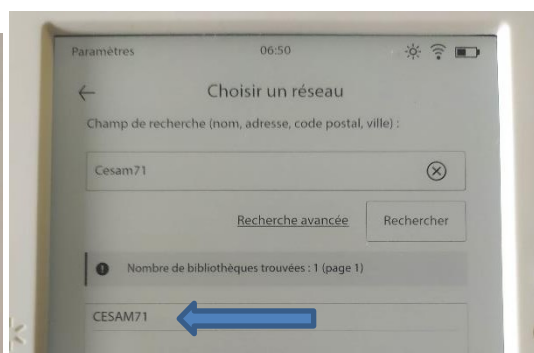 Paramètres 06:50
Choisir un réseau
Champ de recherche (nom, adresse, code postal, ville) :
Cesam71
Recherche avancée Rechercher
Nombre de bibliothèques trouvées : 1 (page 1)
CESAM71